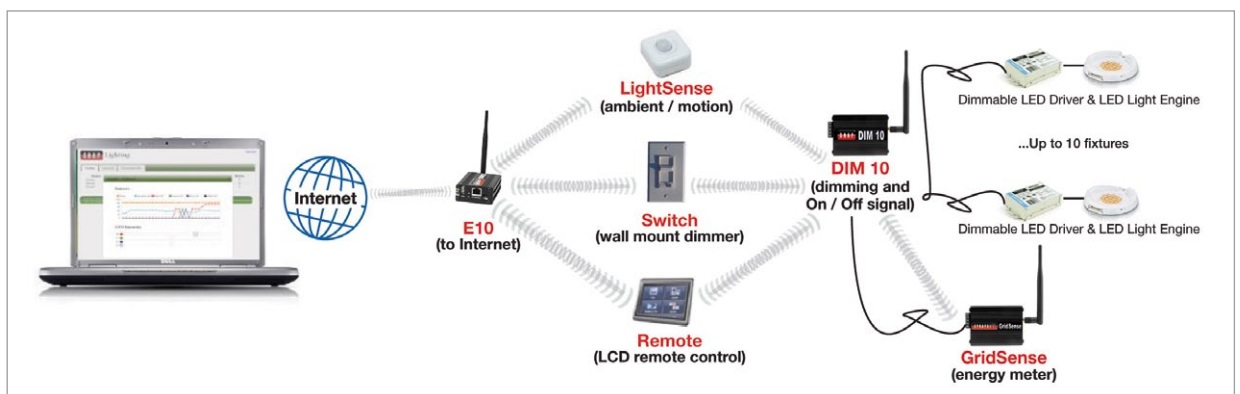 Lighting
DELL
Internet
E10
(to Internet)
LightSense
(ambient / motion)
Switch
(wall mount dimmer)
Remote
(LCD remote control)
DIM 10
DIM 10
(dimming and
On / Off signal)
Dimmable LED Driver & LED Light Engine
...Up to 10 fixtures
Dimmable LED Driver & LED Light Engine
GridSense
GridSense
(energy meter)